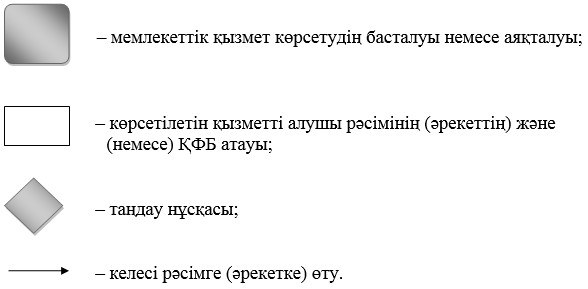 – мемлекеттік қызмет көрсетудің басталуы немесе аяқталуы;
– көрсетілетін қызметті алушы рәсімінің (әрекеттің) және
(немесе) ҚФБ атауы;
– тандау нұсқасы;
– келесі рәсімге (әрекетке) өту.